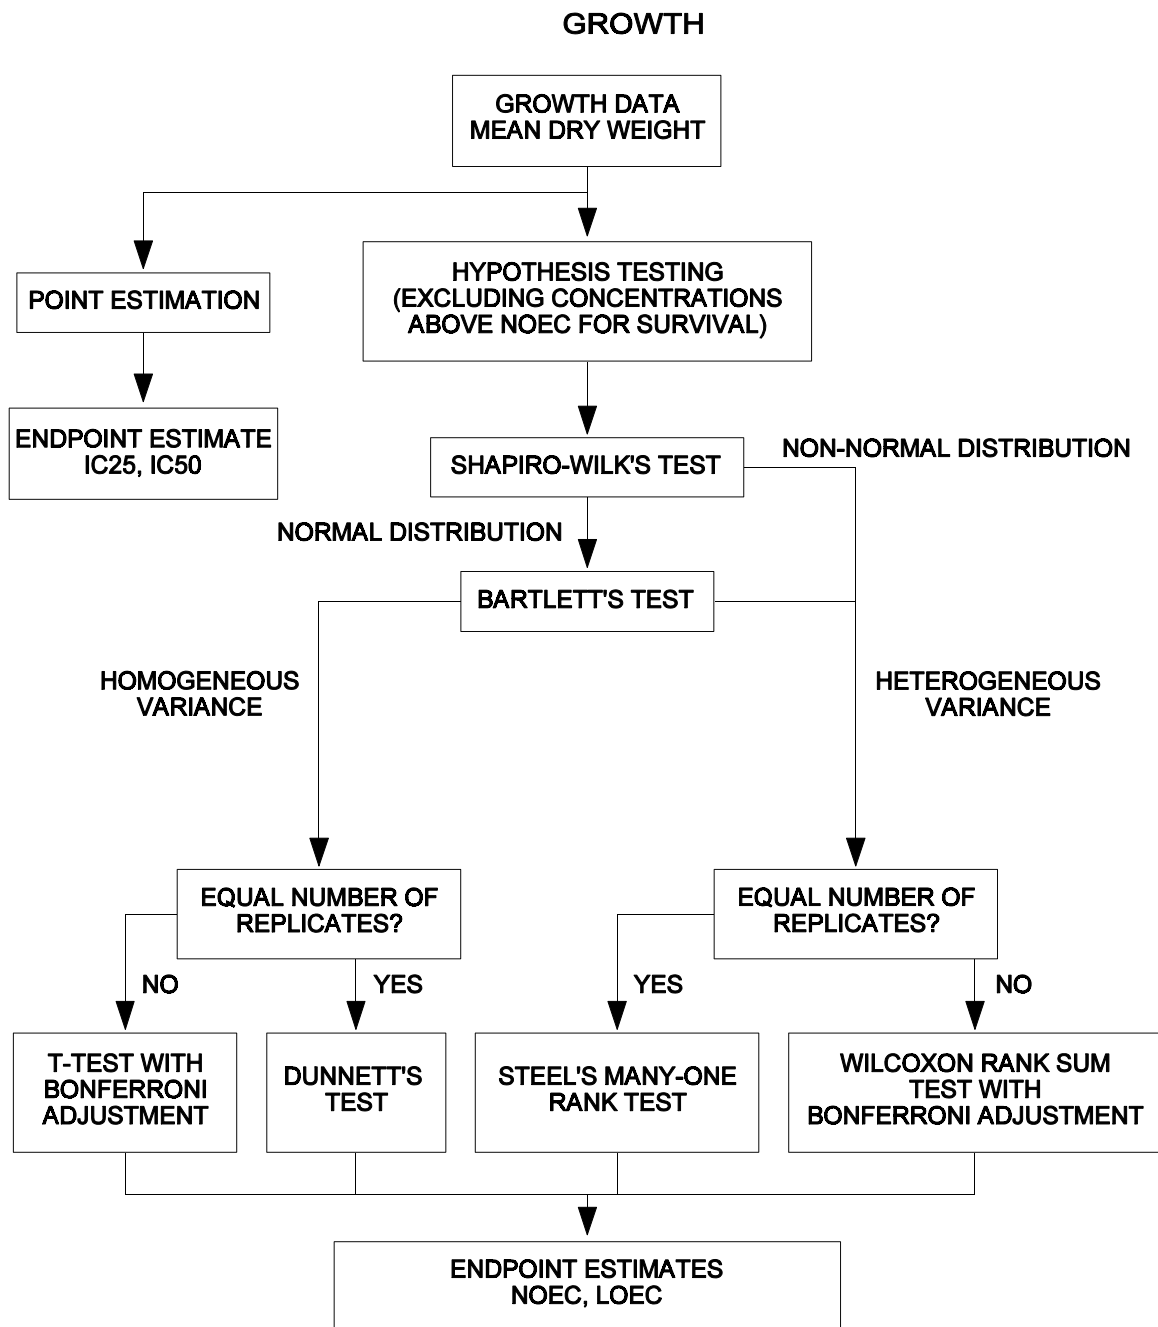 GROWTH
GROWTH DATA
MEAN DRY WEIGHT
POINT ESTIMATION
HYPOTHESIS TESTING
(EXCLUDING CONCENTRATIONS
ABOVE NOEC FOR SURVIVAL)
ENDPOINT ESTIMATE
IC25, IC50
SHAPIRO-WILK'S TEST
NON-NORMAL DISTRIBUTION
NORMAL DISTRIBUTION
BARTLETT'S TEST
HOMOGENEOUS
VARIANCE
HETEROGENEOUS
VARIANCE
EQUAL NUMBER OF
REPLICATES?
EQUAL NUMBER OF
REPLICATES?
NO
YES
YES
NO
T-TEST WITH
BONFERRONI
ADJUSTMENT
DUNNETT'S
TEST
STEEL'S MANY-ONE
RANK TEST
WILCOXON RANK SUM
TEST WITH
BONFERRONI ADJUSTMENT
ENDPOINT ESTIMATES
NOEC, LOEC